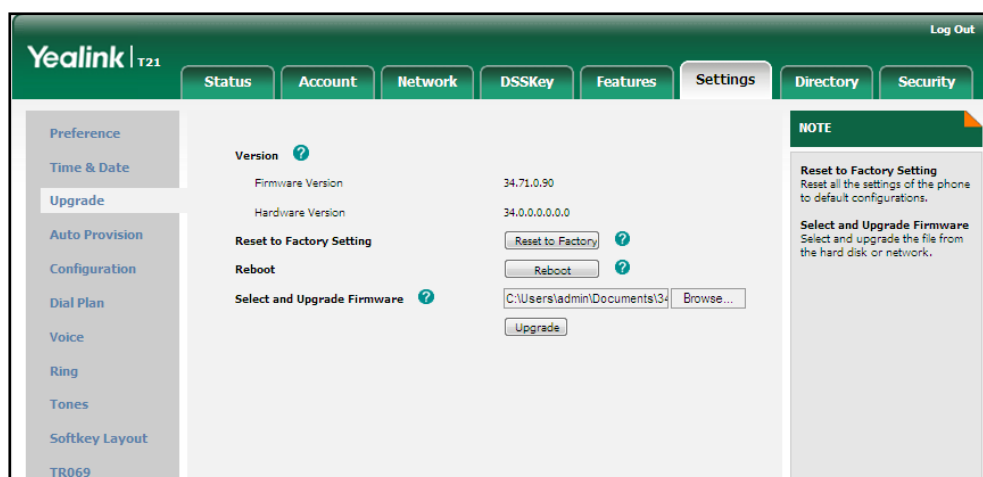 Log Out
Yealink | T21
Status Account Network DSSKey Features Settings Directory Security
Preference
Time & Date
Upgrade
Auto Provision
Configuration
Dial Plan
Voice
Ring
Tones
Softkey Layout
TR069
Version ?
Firmware Version 34.71.0.90
Hardware Version 34.0.0.0.0.0.0
Reset to Factory Setting Reset to Factory ?
Reboot Reboot ?
Select and Upgrade Firmware ? C:\Users\admin\Documents\34 Browse...
Upgrade
NOTE
Reset to Factory Setting
Reset all the settings of the phone
to default configurations.
Select and Upgrade Firmware
Select and upgrade the file from
the hard disk or network.